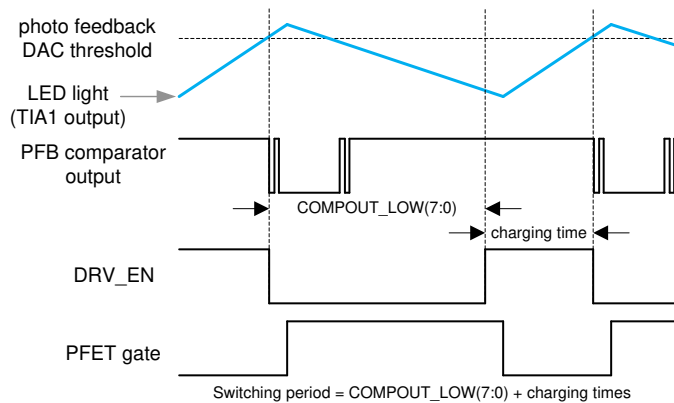 photo feedback
DAC threshold
LED light
(TIA1 output)
PFB comparator
output
COMPOUT_LOW(7:0)
charging time
DRV_EN
PFET gate
Switching period = COMPOUT_LOW(7:0) + charging times